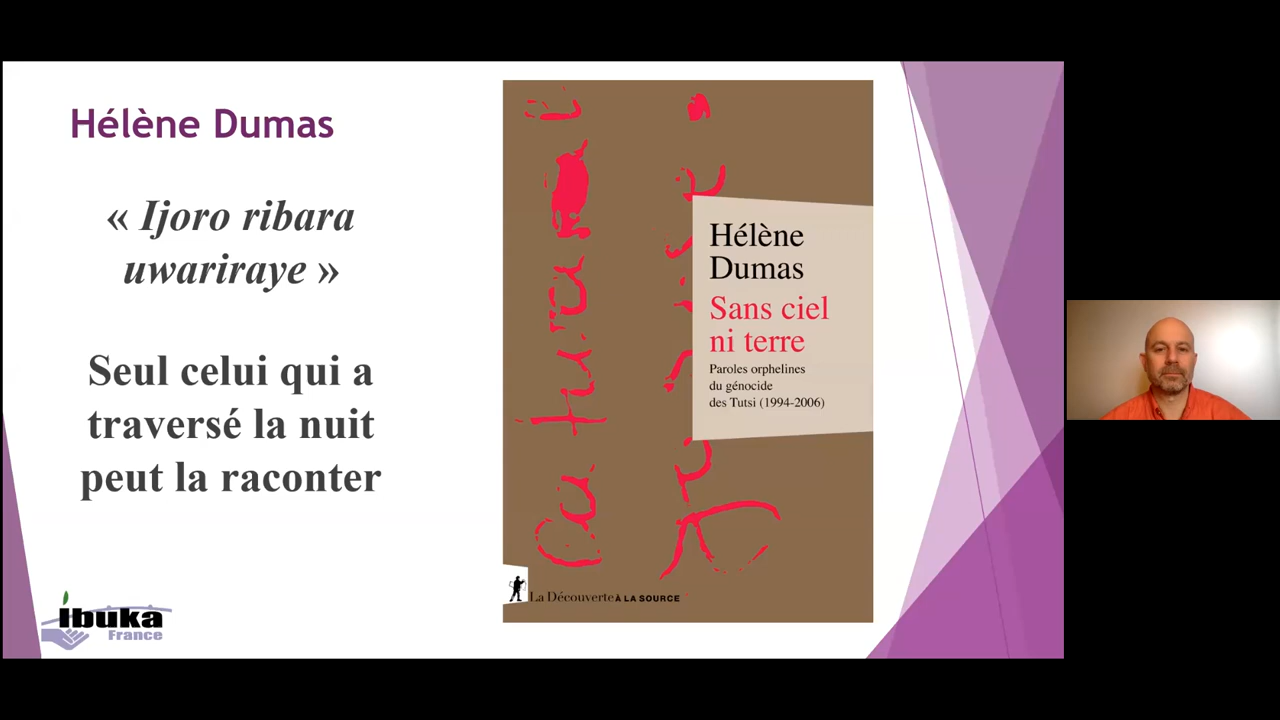 Hélène Dumas
« Ijoro ribara
uwariraye »
Seul celui qui a
traversé la nuit
peut la raconter
ibuka
France
Hélène
Dumas
Sans ciel
ni terre
Paroles orphelines
du génocide
des Tutsi (1994-2006)
La Découverte À LA SOURCE